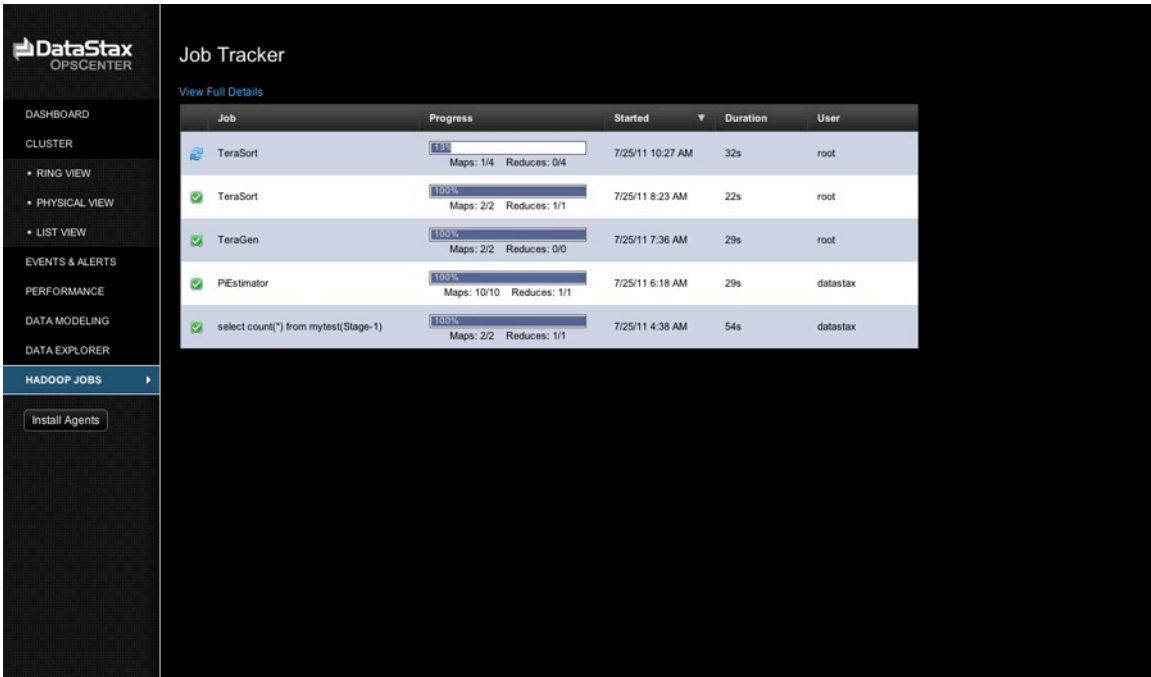 DataStax
OPSCENTER
DASHBOARD
CLUSTER
▪ RING VIEW
▪ PHYSICAL VIEW
▪ LIST VIEW
EVENTS & ALERTS
PERFORMANCE
DATA MODELING
DATA EXPLORER
HADOOP JOBS
Install Agents
Job Tracker
View Full Details
Job Progress Started ▼ Duration User
TeraSort 13% 7/25/11 10:27 AM 32s root
Maps: 1/4 Reduces: 0/4
TeraSort 100% 7/25/11 8:23 AM 22s root
Maps: 2/2 Reduces: 1/1
TeraGen 100% 7/25/11 7:36 AM 29s root
Maps: 2/2 Reduces: 0/0
PiEstimator 100% 7/25/11 6:18 AM 29s datastax
Maps: 10/10 Reduces: 1/1
select count(*) from mytest(Stage-1) 100% 7/25/11 4:38 AM 54s datastax
Maps: 2/2 Reduces: 1/1